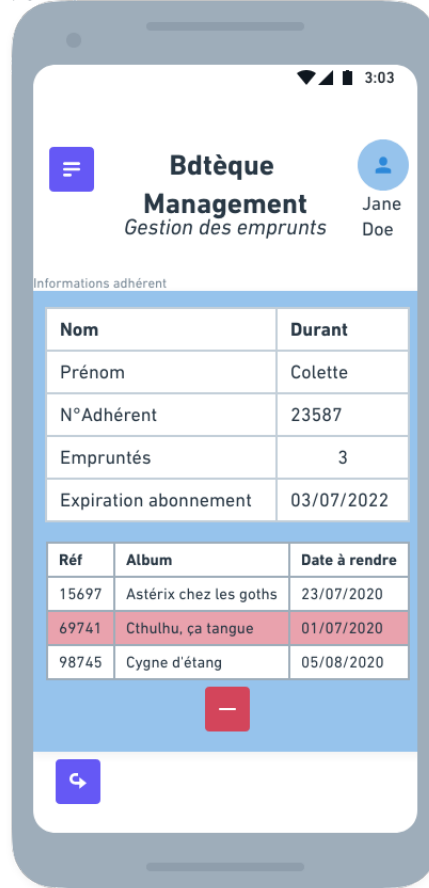 3:03
Bdtèque
Management
Gestion des emprunts
Jane
Doe
Informations adhérent
Nom Durant
Prénom Colette
N°Adhérent 23587
Empruntés 3
Expiration abonnement 03/07/2022
Réf Album Date à rendre
15697 Astérix chez les goths 23/07/2020
69741 Cthulhu, ça tangue 01/07/2020
98745 Cygne d'étang 05/08/2020